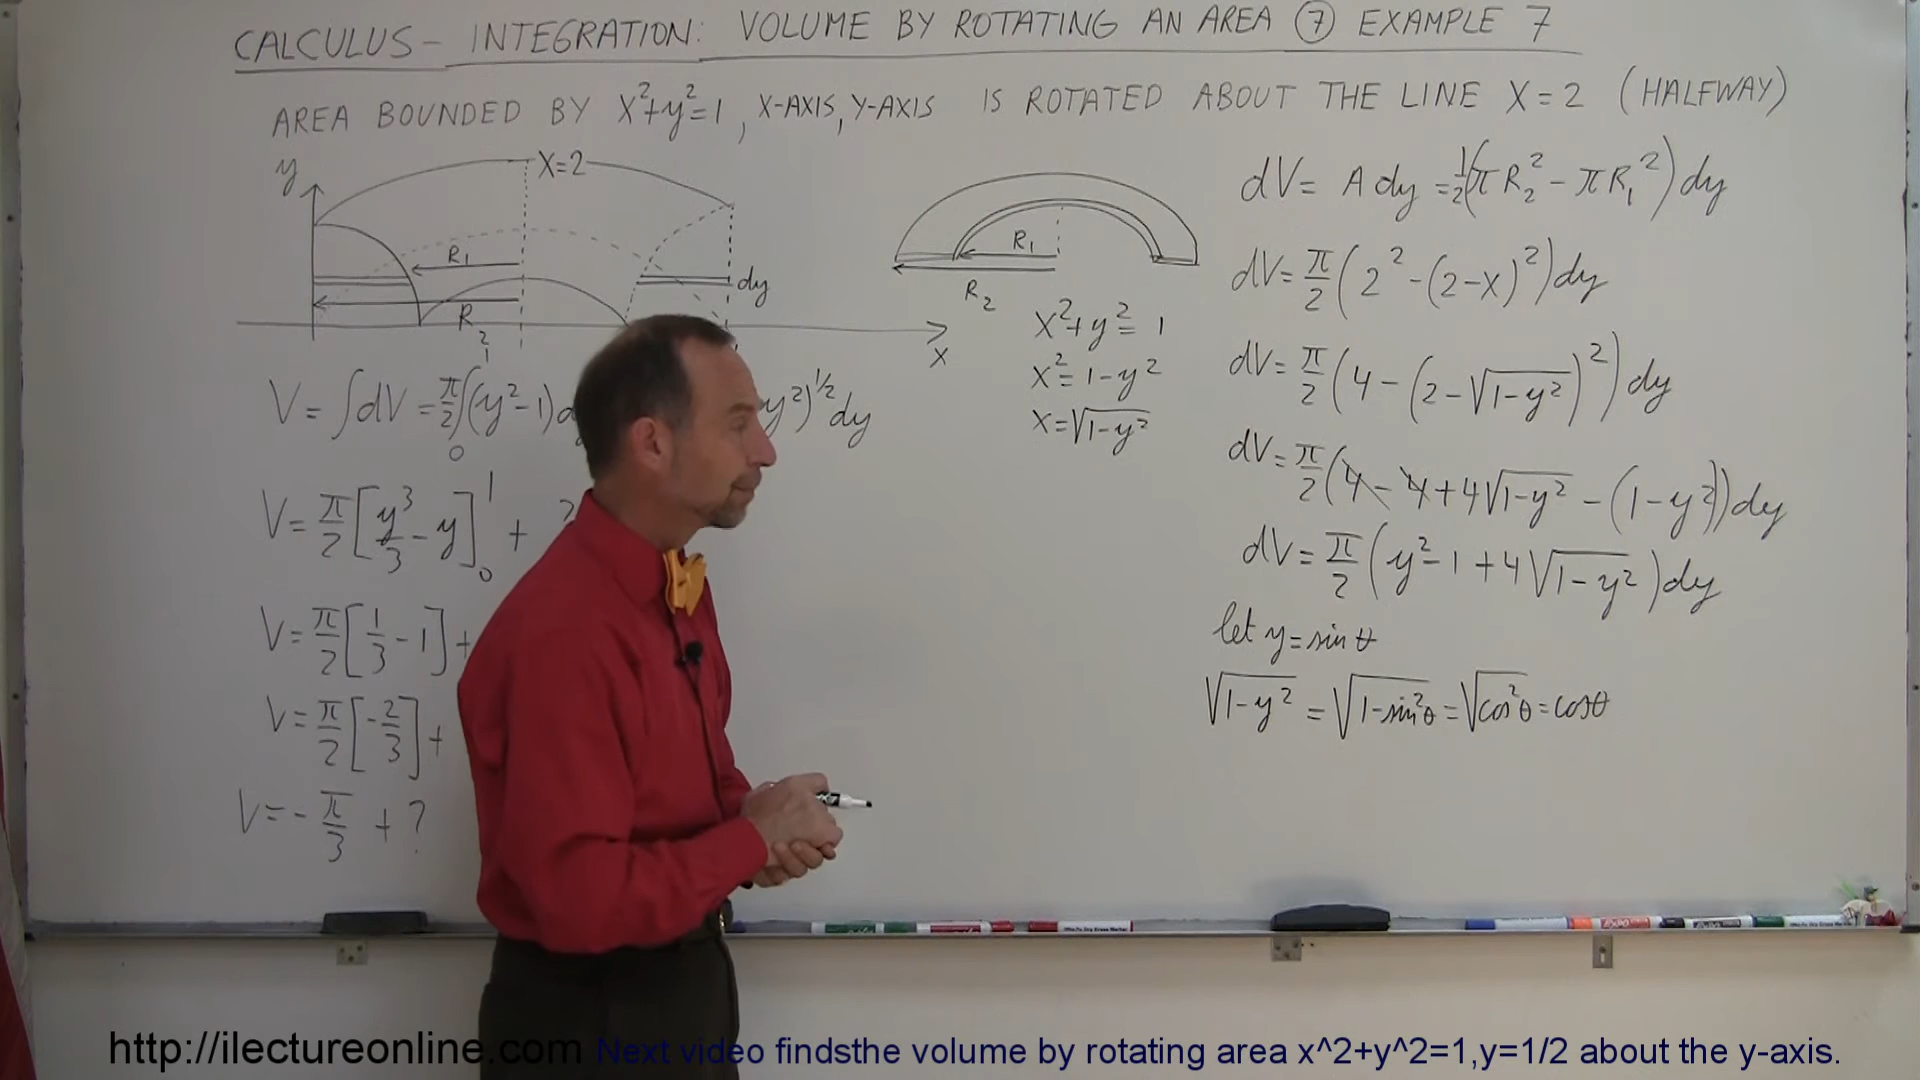 CALCULUS - INTEGRATION: VOLUME BY ROTATING AN AREA ⑦ EXAMPLE 7
AREA BOUNDED BY x²+y²=1, X-AXIS, Y-AXIS IS ROTATED ABOUT THE LINE X=2 (HALFWAY)
y
X=2
R₁
R₂
dy
1
x
R₁
R₂
x²+y²=1
x²=1-y²
x=√(1-y²)
V=∫dV=π/2∫₀¹(y²-1)d
y²)^(1/2)dy
V=π/2[y³/3-y]₀¹+
V=π/2[1/3-1]+
V=π/2[-2/3]+
V=-π/3+?
dV=A dy=1/2(πR₂²-πR₁²)dy
dV=π/2(2²-(2-x)²)dy
dV=π/2(4-(2-√(1-y²))²)dy
dV=π/2(4-4+4√(1-y²)-(1-y²))dy
dV=π/2(y²-1+4√(1-y²))dy
let y=sinθ
√(1-y²)=√(1-sin²θ)=√(cos²θ)=cosθ
http://ilectureonline.com Next video findsthe volume by rotating area x^2+y^2=1,y=1/2 about the y-axis.